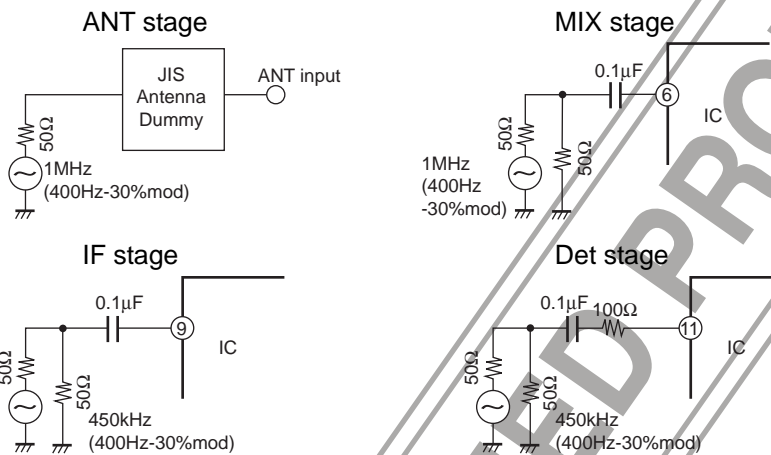 ANT stage
JIS
Antenna
Dummy
ANT input
50Ω
1MHz
(400Hz-30%mod)
MIX stage
0.1μF
6
IC
50Ω
50Ω
1MHz
(400Hz
-30%mod)
IF stage
0.1μF
9
IC
50Ω
50Ω
450kHz
(400Hz-30%mod)
Det stage
0.1μF
100Ω
11
IC
50Ω
50Ω
450kHz
(400Hz-30%mod)